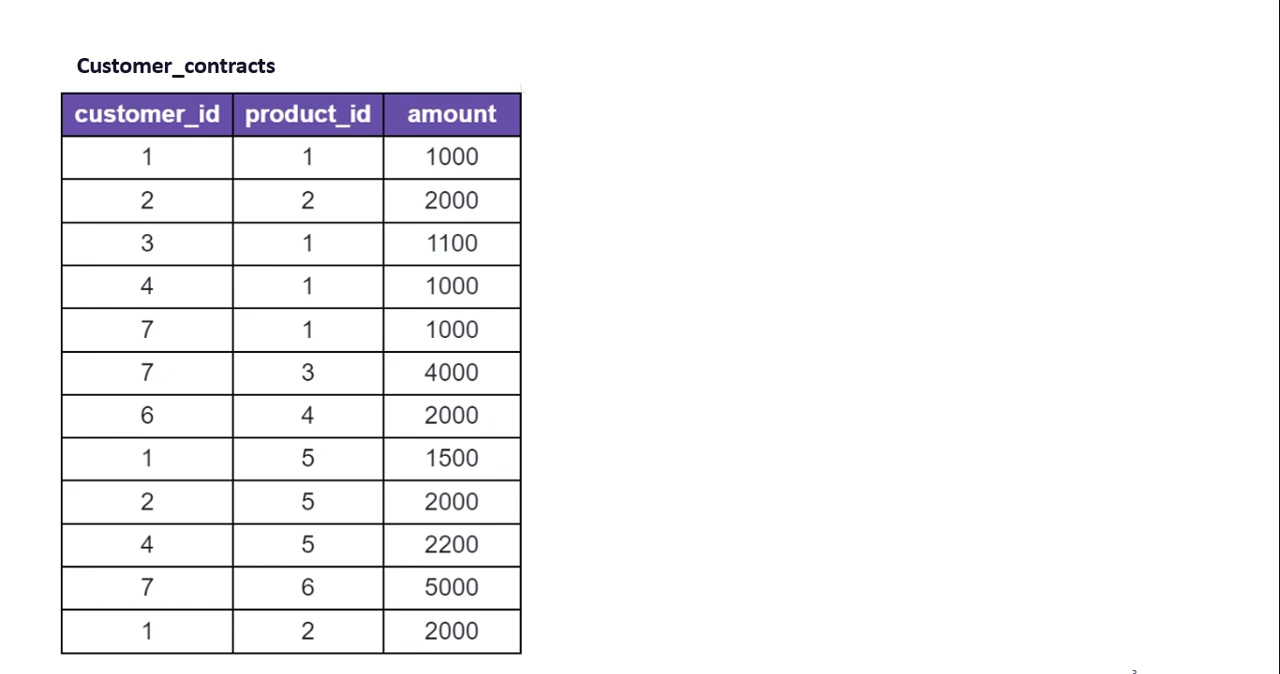 Customer_contracts
customer_id product_id amount
1 1 1000
2 2 2000
3 1 1100
4 1 1000
7 1 1000
7 3 4000
6 4 2000
1 5 1500
2 5 2000
4 5 2200
7 6 5000
1 2 2000